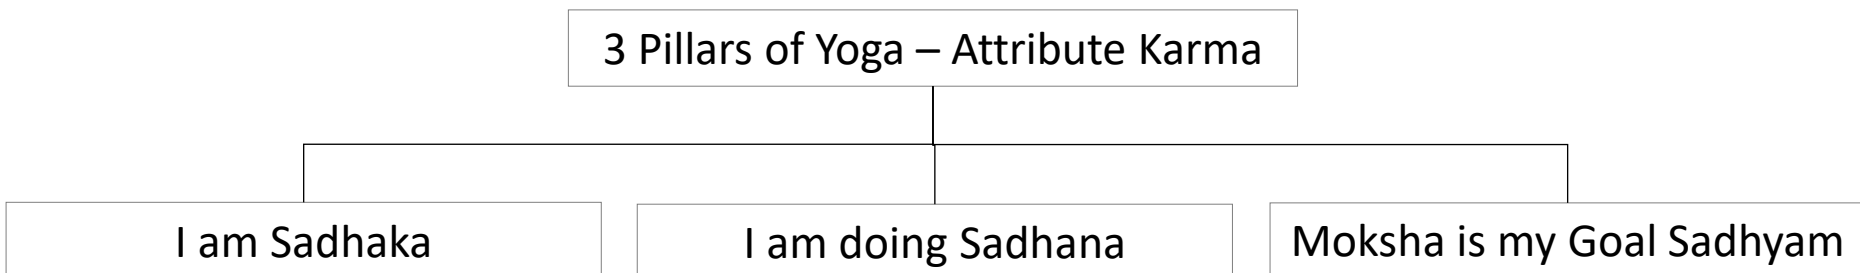 3 Pillars of Yoga – Attribute Karma
I am Sadhaka
I am doing Sadhana
Moksha is my Goal Sadhyam